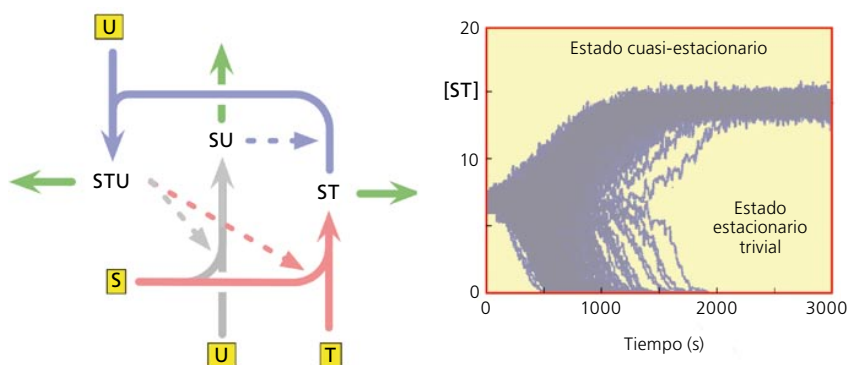 U
SU
STU
ST
S
U
T
20
Estado cuasi-estacionario
[ST]
10
Estado
estacionario
trivial
0
0
1000
2000
3000
Tiempo (s)